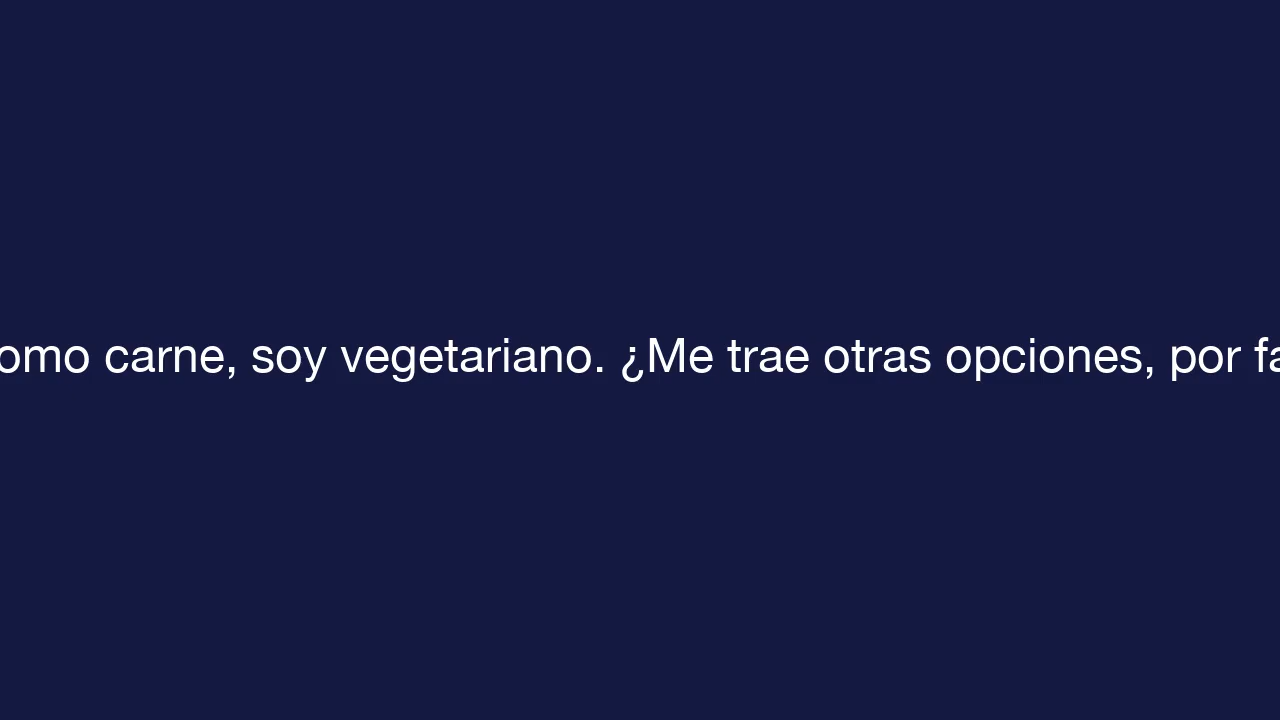 omo carne, soy vegetariano. ¿Me trae otras opciones, por fa